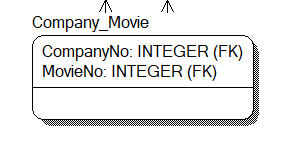 Company_Movie
CompanyNo: INTEGER (FK)
MovieNo: INTEGER (FK)